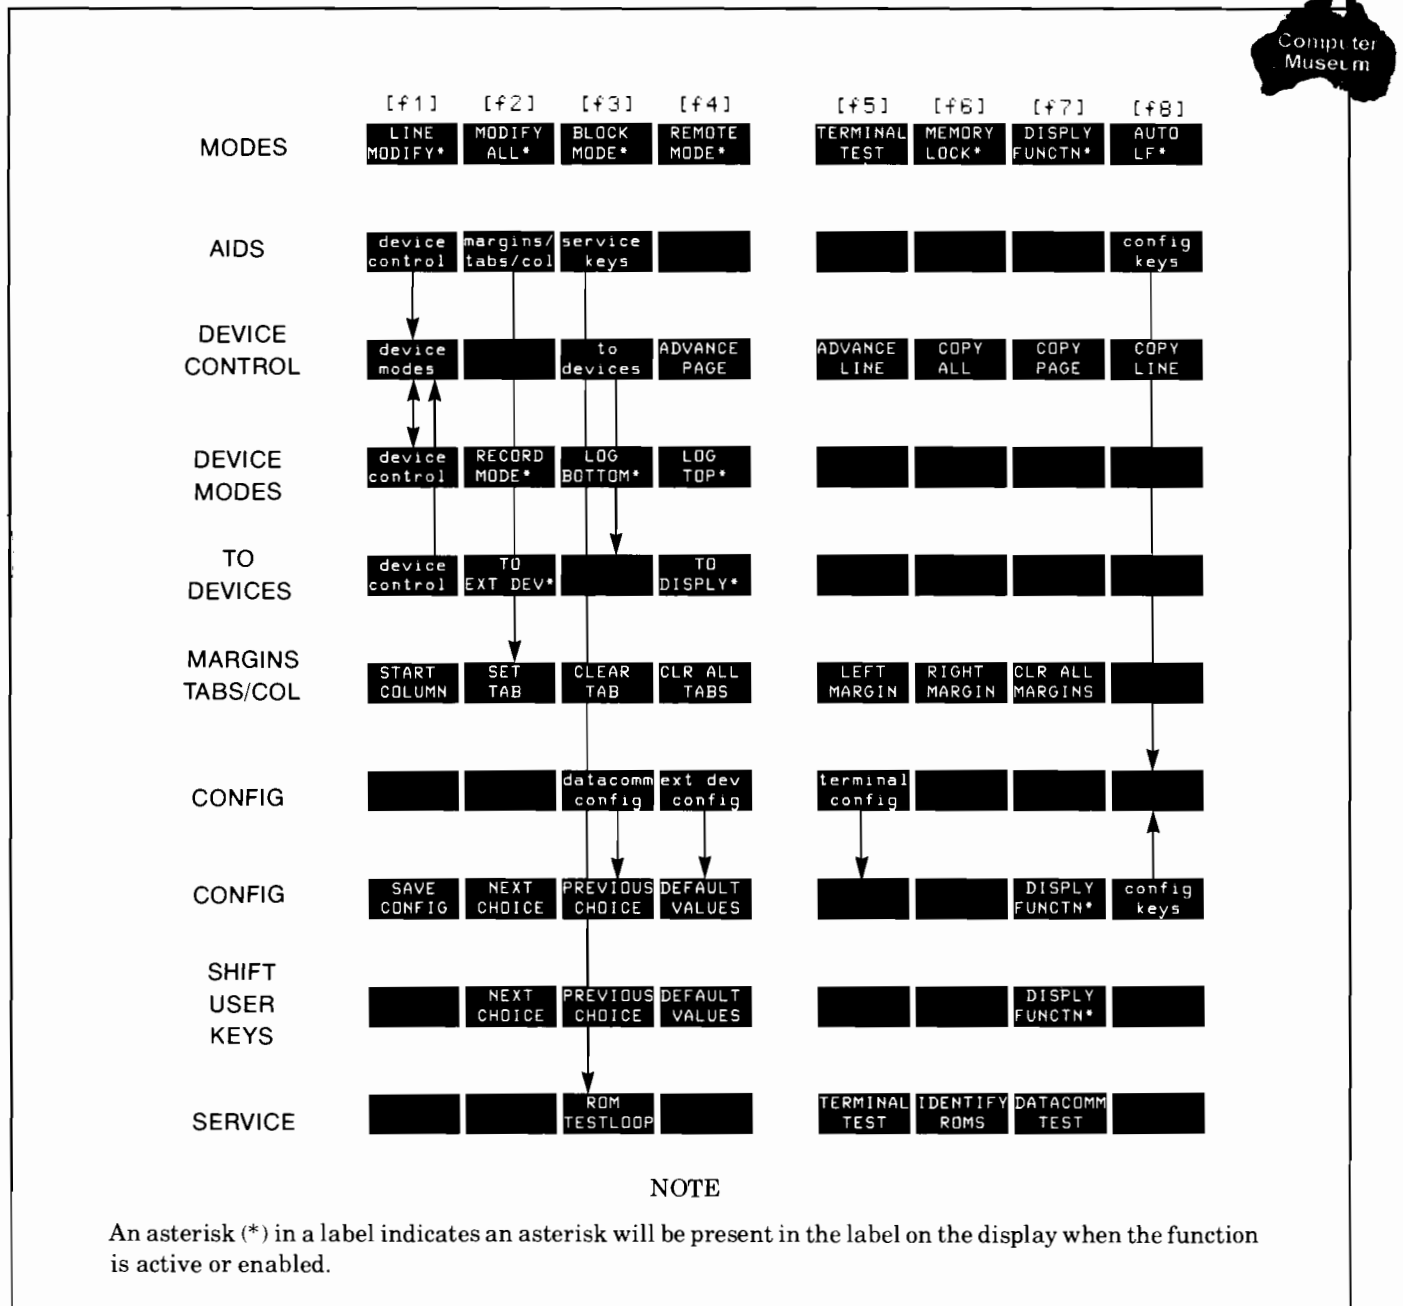 Computer
Museum
[f1] [f2] [f3] [f4] [f5] [f6] [f7] [f8]
MODES
LINE MODIFY ALL* BLOCK REMOTE TERMINAL MEMORY DISPLY AUTO
MODIFY* ALL* MODE* MODE* TEST LOCK* FUNCTN* LF*
AIDS
device margins/ service config
control tabs/col keys keys
DEVICE
CONTROL
device to ADVANCE ADVANCE COPY COPY COPY
modes devices PAGE LINE ALL PAGE LINE
DEVICE
MODES
device RECORD LOG LOG
control MODE* BOTTOM* TOP*
TO
DEVICES
device TO TO
control EXT DEV* DISPLY*
MARGINS
TABS/COL
START SET CLEAR CLR ALL LEFT RIGHT CLR ALL
COLUMN TAB TAB TABS MARGIN MARGIN MARGINS
CONFIG
datacomm ext dev terminal
config config config
CONFIG
SAVE NEXT PREVIOUS DEFAULT DISPLY config
CONFIG CHOICE CHOICE VALUES FUNCTN* keys
SHIFT
USER
KEYS
NEXT PREVIOUS DEFAULT DISPLY
CHOICE CHOICE VALUES FUNCTN*
SERVICE
ROM TERMINAL IDENTIFY DATACOMM
TESTLOOP TEST ROMS TEST
NOTE
An asterisk (*) in a label indicates an asterisk will be present in the label on the display when the function
is active or enabled.